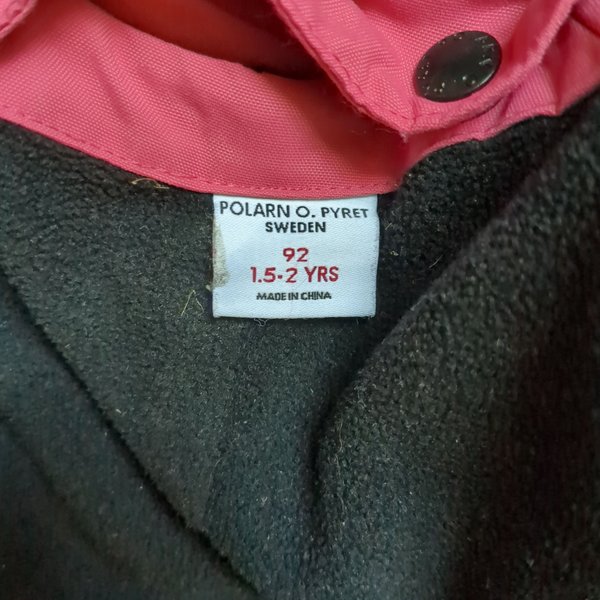 POLARN O. PYRET
SWEDEN
92
1.5-2 YRS
MADE IN CHINA